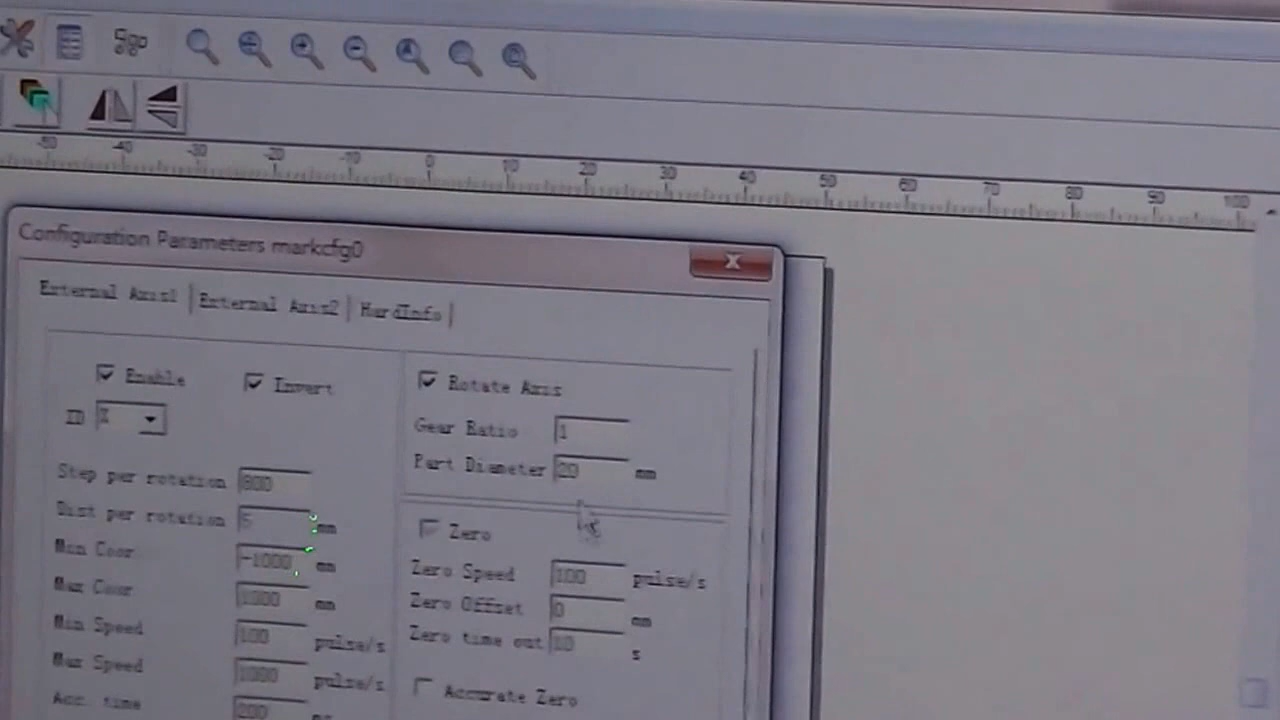 -50 -40 -30 -20 -10 0 10 20 30 40 50 60 70 80 90 100
Configuration Parameters markcfg0
External Axis1 External Axis2 HardInfo
Enable Invert
ID X
Step per rotation 800
Dist per rotation 5 mm
Min Coor -1000 mm
Max Coor 1000 mm
Min Speed 100 pulse/s
Max Speed 1000 pulse/s
Acc. time 200 ms
Rotate Axis
Gear Ratio 1
Part Diameter 20 mm
Zero
Zero Speed 100 pulse/s
Zero Offset 0 mm
Zero time out 10 s
Accurate Zero